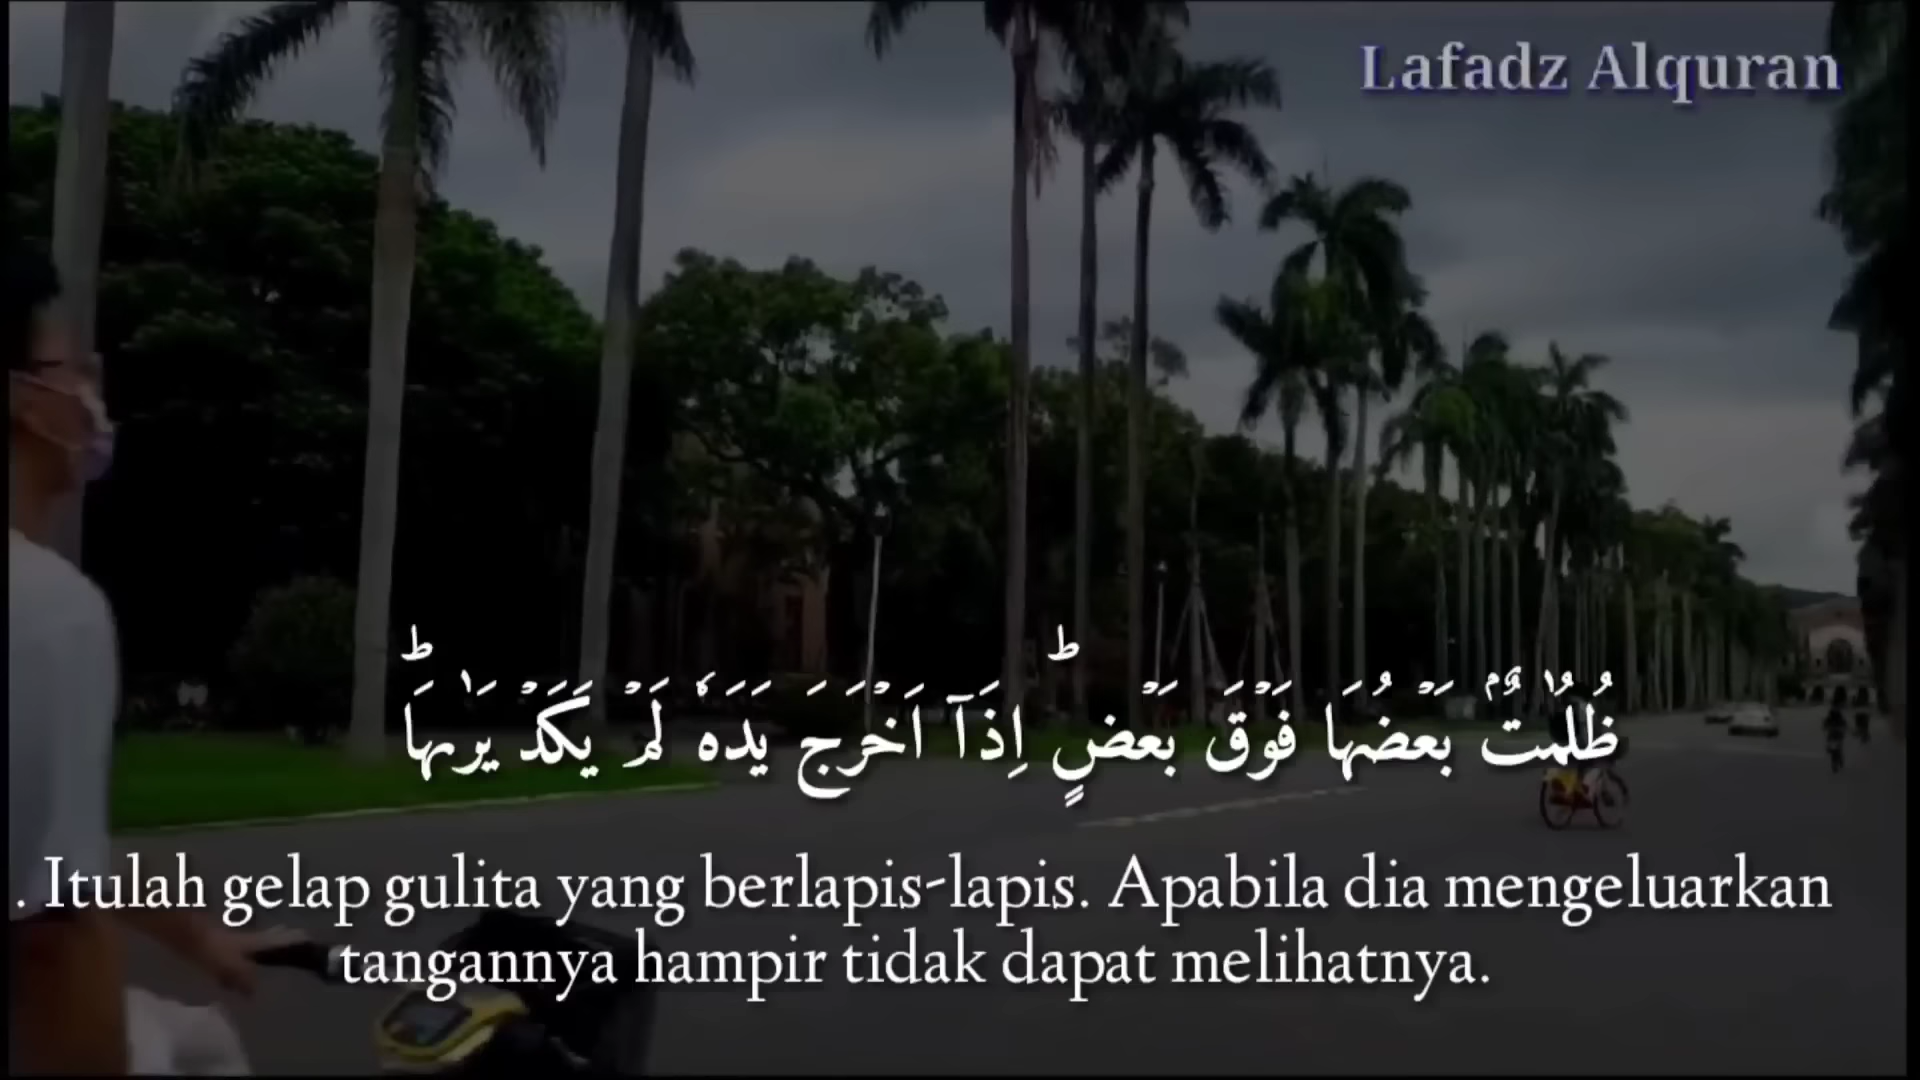 Lafadz Alquran
ظُلُمٰتٌۢ بَعْضُهَا فَوْقَ بَعْضٍۗ اِذَآ اَخْرَجَ يَدَهٗ لَمْ يَكَدْ يَرٰىهَاۗ
. Itulah gelap gulita yang berlapis-lapis. Apabila dia mengeluarkan
tangannya hampir tidak dapat melihatnya.